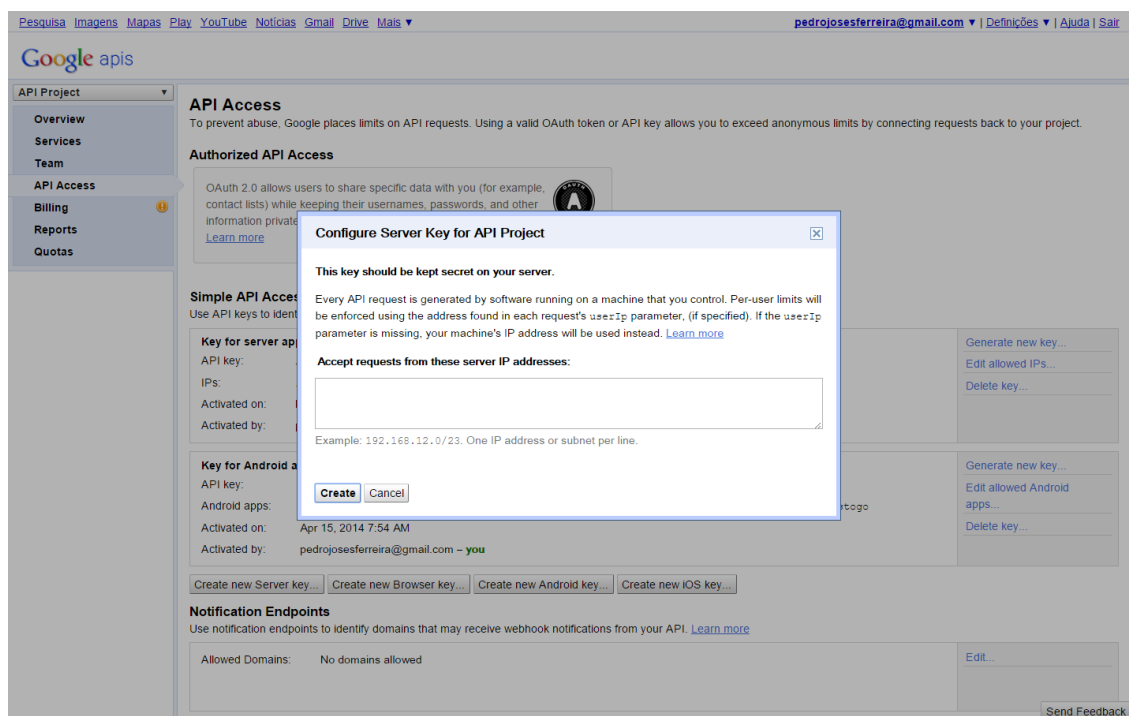 Pesquisa Imagens Mapas Play YouTube Notícias Gmail Drive Mais ▼
pedrojosesferreira@gmail.com ▼ | Definições ▼ | Ajuda | Sair
Google apis
API Project ▼
Overview
Services
Team
API Access
Billing
Reports
Quotas
API Access
To prevent abuse, Google places limits on API requests. Using a valid OAuth token or API key allows you to exceed anonymous limits by connecting requests back to your project.
Authorized API Access
OAuth 2.0 allows users to share specific data with you (for example,
contact lists) while keeping their usernames, passwords, and other
information private
Learn more
OAUTH
A
Configure Server Key for API Project
This key should be kept secret on your server.
Every API request is generated by software running on a machine that you control. Per-user limits will
be enforced using the address found in each request's userIp parameter, (if specified). If the userIp
parameter is missing, your machine's IP address will be used instead. Learn more
Accept requests from these server IP addresses:
Example: 192.168.12.0/23. One IP address or subnet per line.
Create Cancel
Simple API Acces
Use API keys to ident
Key for server ap
API key:
IPs:
Activated on:
Activated by:
Generate new key...
Edit allowed IPs...
Delete key...
Key for Android a
API key:
Android apps: stogo
Activated on: Apr 15, 2014 7:54 AM
Activated by: pedrojosesferreira@gmail.com – you
Generate new key...
Edit allowed Android
apps...
Delete key...
Create new Server key... Create new Browser key... Create new Android key... Create new iOS key...
Notification Endpoints
Use notification endpoints to identify domains that may receive webhook notifications from your API. Learn more
Allowed Domains: No domains allowed
Edit...
Send Feedback